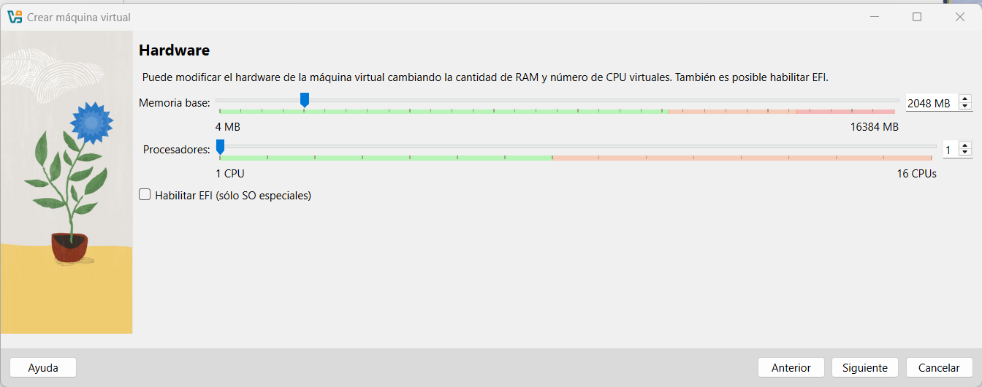 Crear máquina virtual
Hardware
Puede modificar el hardware de la máquina virtual cambiando la cantidad de RAM y número de CPU virtuales. También es posible habilitar EFI.
Memoria base: 2048 MB
4 MB 16384 MB
Procesadores: 1
1 CPU 16 CPUs
Habilitar EFI (sólo SO especiales)
Ayuda Anterior Siguiente Cancelar